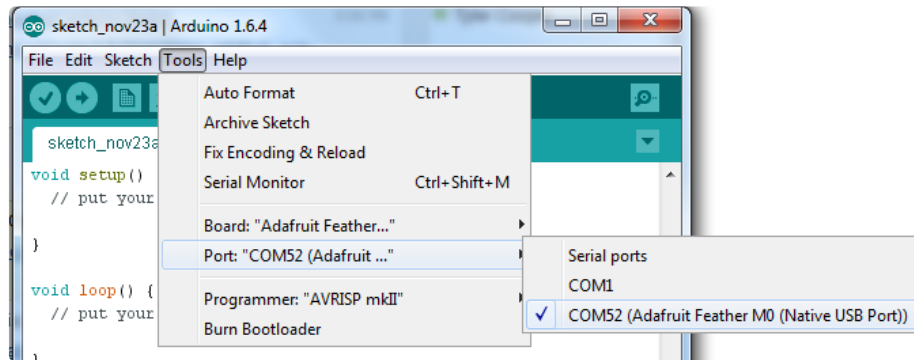 sketch_nov23a | Arduino 1.6.4
File Edit Sketch Tools Help
sketch_nov23a
void setup()
// put your
}
void loop() {
// put your
}
Auto Format Ctrl+T
Archive Sketch
Fix Encoding & Reload
Serial Monitor Ctrl+Shift+M
Board: "Adafruit Feather..."
Port: "COM52 (Adafruit ..."
Programmer: "AVRISP mkII"
Burn Bootloader
Serial ports
COM1
COM52 (Adafruit Feather M0 (Native USB Port))